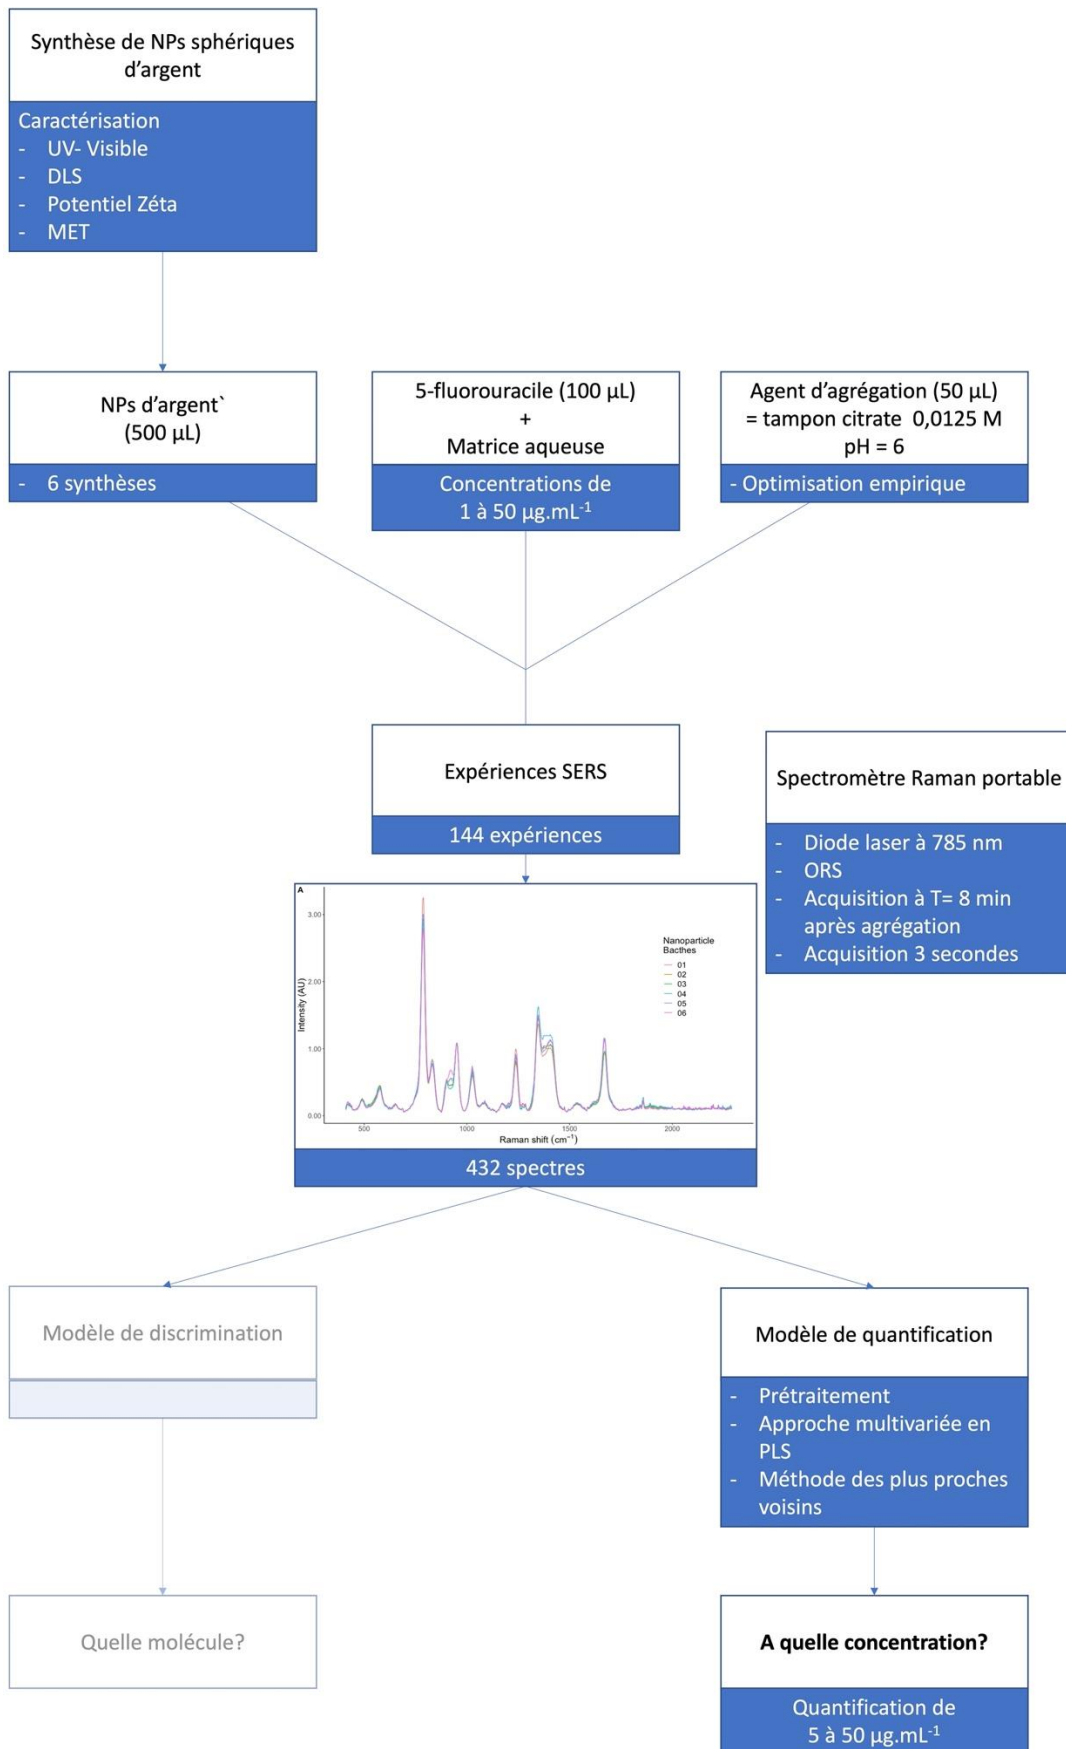 Synthèse de NPs sphériques
d'argent
Caractérisation
- UV- Visible
- DLS
- Potentiel Zéta
- MET
NPs d'argent`
(500 µL)
- 6 synthèses
5-fluorouracile (100 µL)
+
Matrice aqueuse
Concentrations de
1 à 50 µg.mL⁻¹
Agent d'agrégation (50 µL)
= tampon citrate 0,0125 M
pH = 6
- Optimisation empirique
Expériences SERS
144 expériences
Spectromètre Raman portable
- Diode laser à 785 nm
- ORS
- Acquisition à T= 8 min
après agrégation
- Acquisition 3 secondes
A
Intensity (AU)
3.00
2.00
1.00
0.00
Nanoparticle
Bacthes
01
02
03
04
05
06
500 1000 1500 2000
Raman shift (cm⁻¹)
432 spectres
Modèle de discrimination
Modèle de quantification
- Prétraitement
- Approche multivariée en
PLS
- Méthode des plus proches
voisins
Quelle molécule?
A quelle concentration?
Quantification de
5 à 50 µg.mL⁻¹